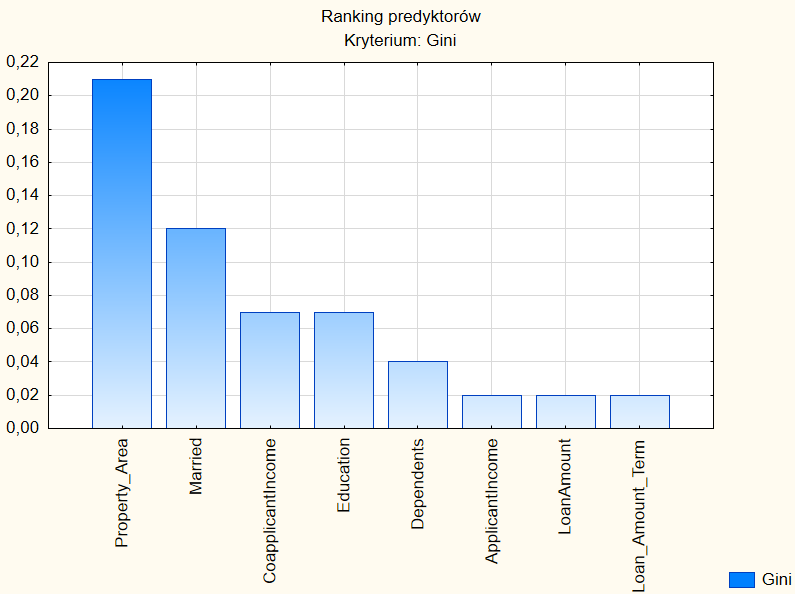 Ranking predyktorów
Kryterium: Gini
0,22
0,20
0,18
0,16
0,14
0,12
0,10
0,08
0,06
0,04
0,02
0,00
Property_Area
Married
CoapplicantIncome
Education
Dependents
ApplicantIncome
LoanAmount
Loan_Amount_Term
Gini